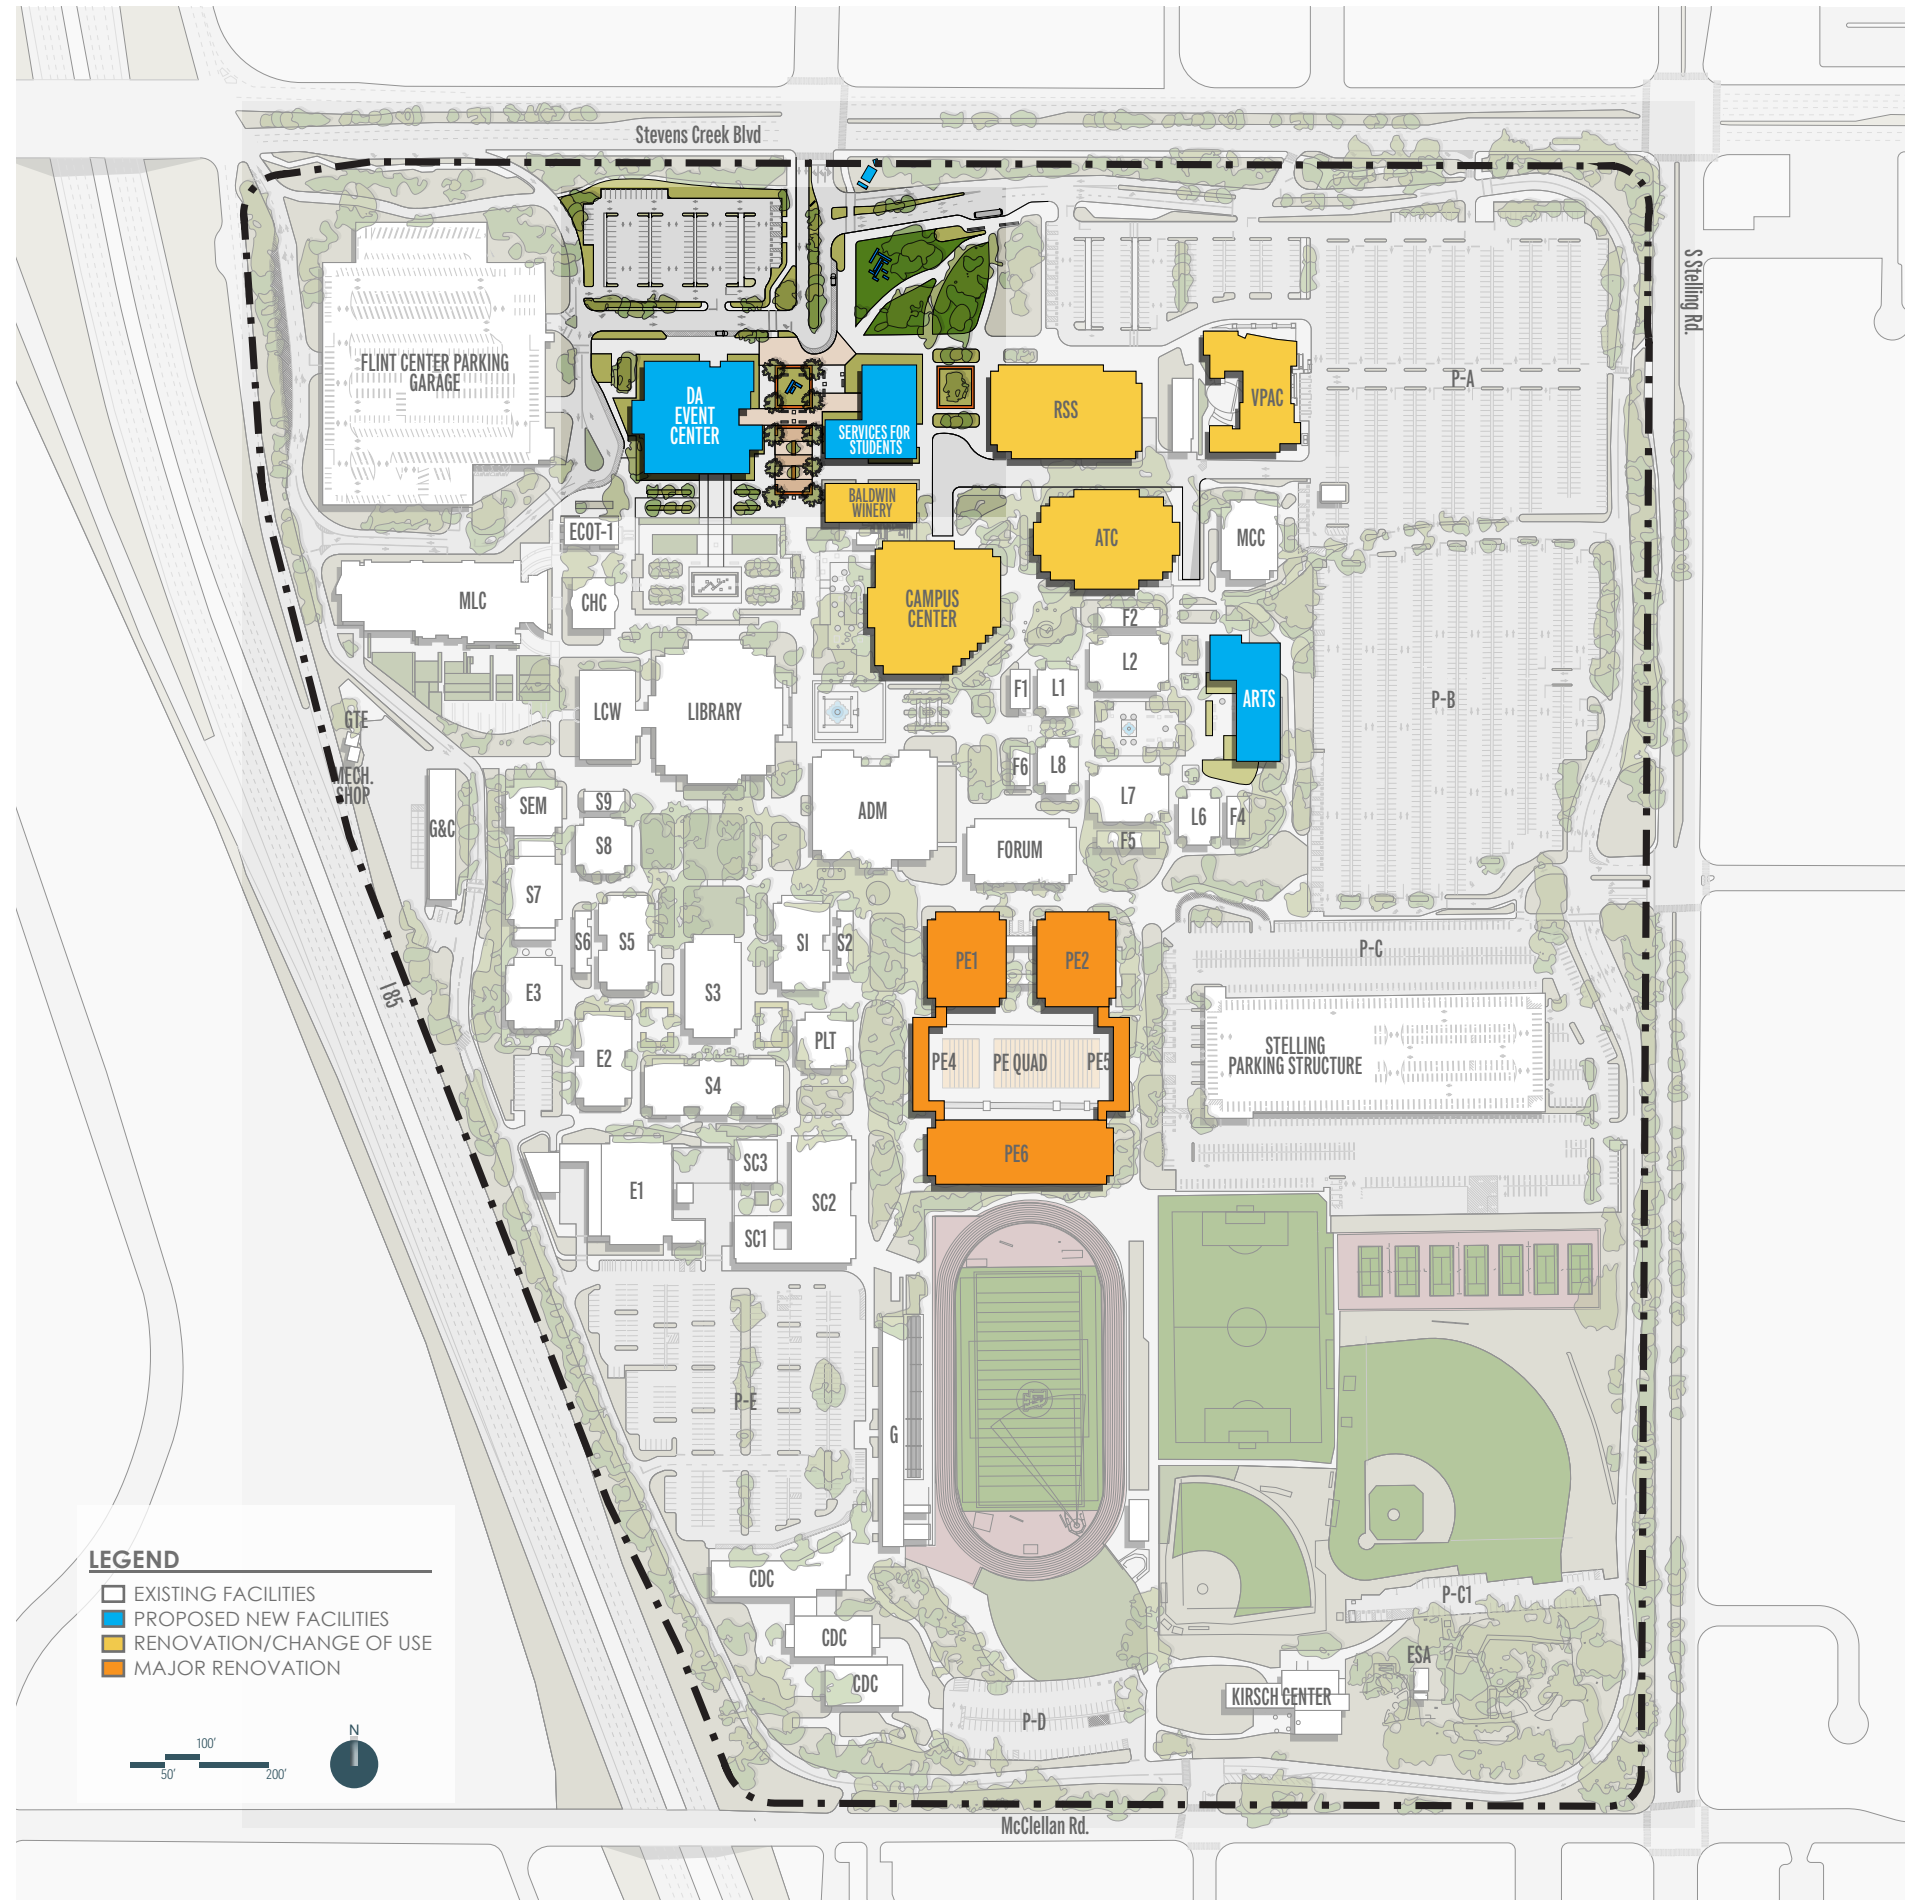 Stevens Creek Blvd
S Stelling Rd.
FLINT CENTER PARKING
GARAGE
DA
EVENT
CENTER
SERVICES FOR
STUDENTS
RSS
VPAC
P-A
BALDWIN
WINERY
ECOT-1
ATC
MCC
MLC
CHC
CAMPUS
CENTER
F2
L2
F1
L1
ARTS
P-B
LCW
LIBRARY
GTE
MECH.
SHOP
F6
L8
L7
SEM
S9
ADM
L6
F4
G&C
S8
FORUM
F5
S7
S6
S5
S1
S2
PE1
PE2
P-C
E3
S3
I 85
E2
PLT
PE4
PE QUAD
PE5
STELLING
PARKING STRUCTURE
S4
SC3
PE6
E1
SC2
SC1
P-E
G
CDC
P-C1
CDC
ESA
CDC
KIRSCH CENTER
P-D
McClellan Rd.
LEGEND
EXISTING FACILITIES
PROPOSED NEW FACILITIES
RENOVATION/CHANGE OF USE
MAJOR RENOVATION
N
100'
50'
200'